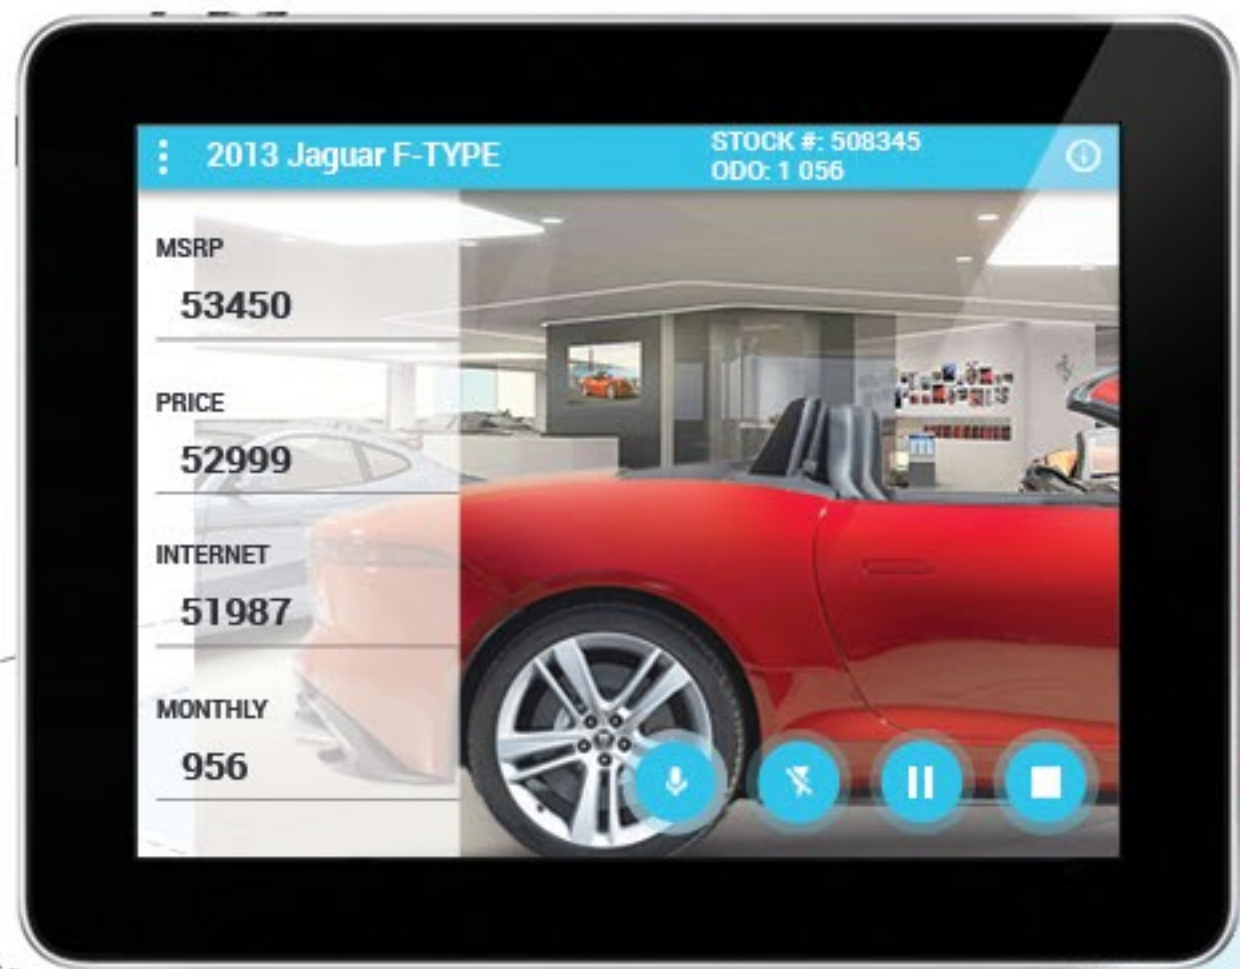 2013 Jaguar F-TYPE
STOCK #: 508345
ODO: 1 056
MSRP
53450
PRICE
52999
INTERNET
51987
MONTHLY
956